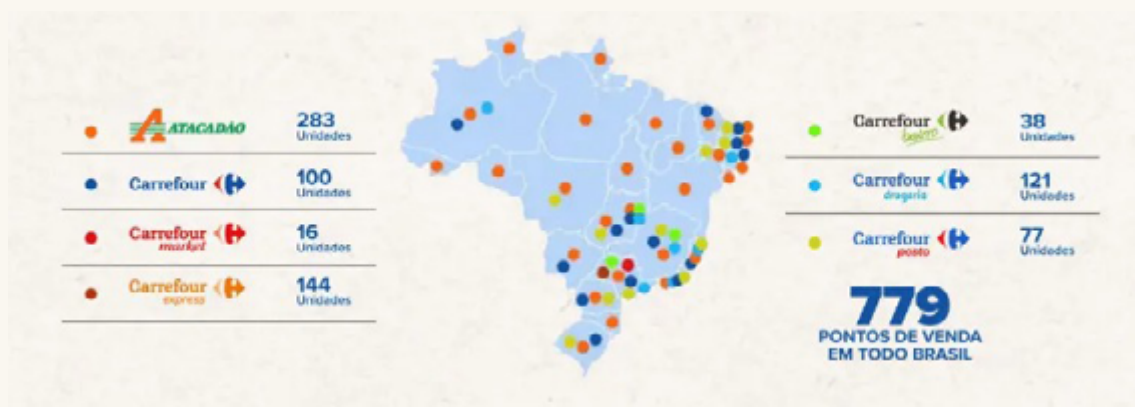 ATACADÃO
283
Unidades
Carrefour
100
Unidades
Carrefour
market
16
Unidades
Carrefour
express
144
Unidades
Carrefour
bairro
38
Unidades
Carrefour
drogaria
121
Unidades
Carrefour
posto
77
Unidades
779
PONTOS DE VENDA
EM TODO BRASIL